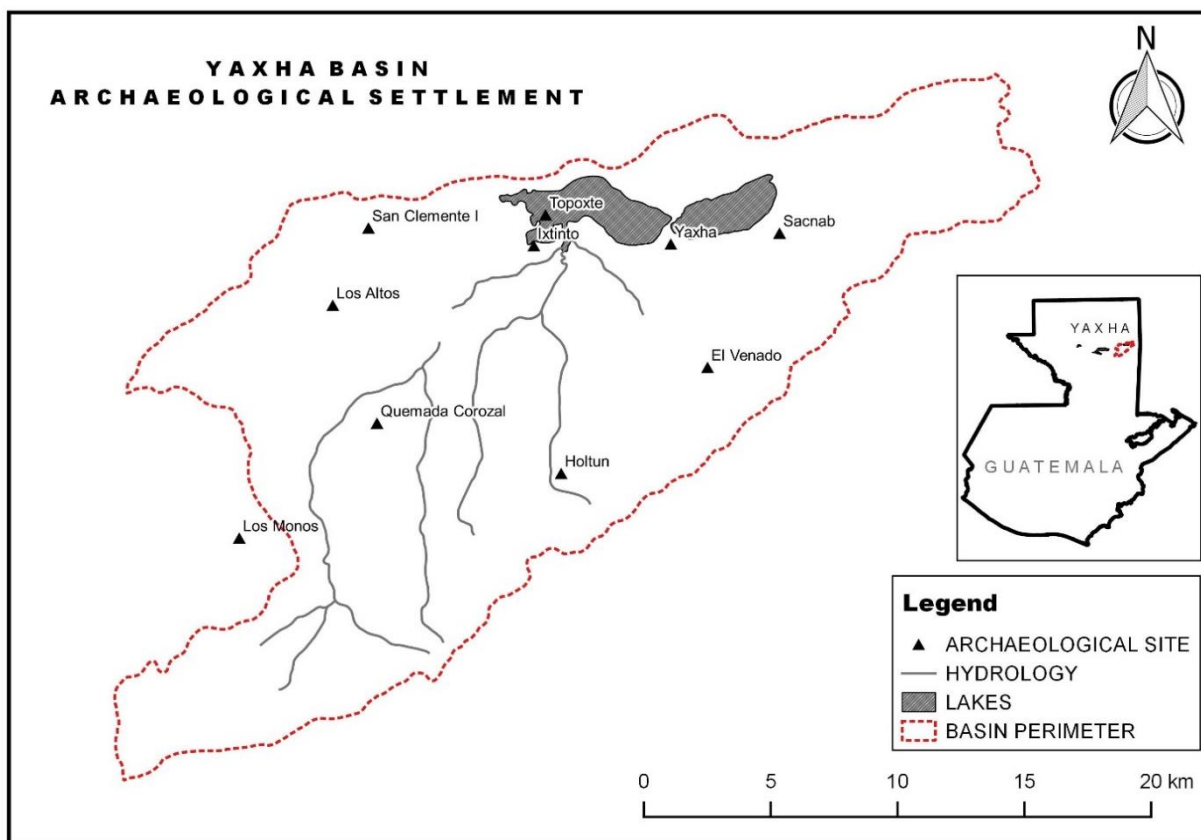 YAXHA BASIN
ARCHAEOLOGICAL SETTLEMENT
N
San Clemente I
Topoxte
Ixtinto
Yaxha
Sacnab
Los Altos
El Venado
Quemada Corozal
Holtun
Los Monos
YAXHA
GUATEMALA
Legend
ARCHAEOLOGICAL SITE
HYDROLOGY
LAKES
BASIN PERIMETER
0 5 10 15 20 km